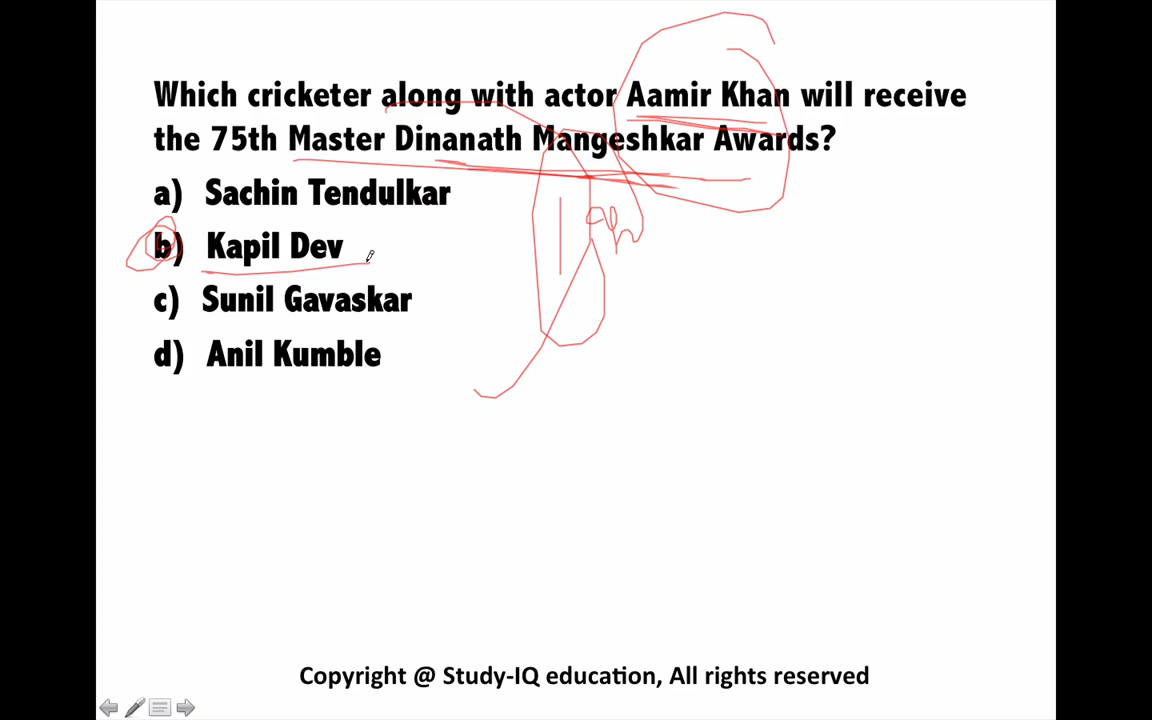 Which cricketer along with actor Aamir Khan will receive
the 75th Master Dinanath Mangeshkar Awards?
a) Sachin Tendulkar
b) Kapil Dev
c) Sunil Gavaskar
d) Anil Kumble
Copyright @ Study-IQ education, All rights reserved